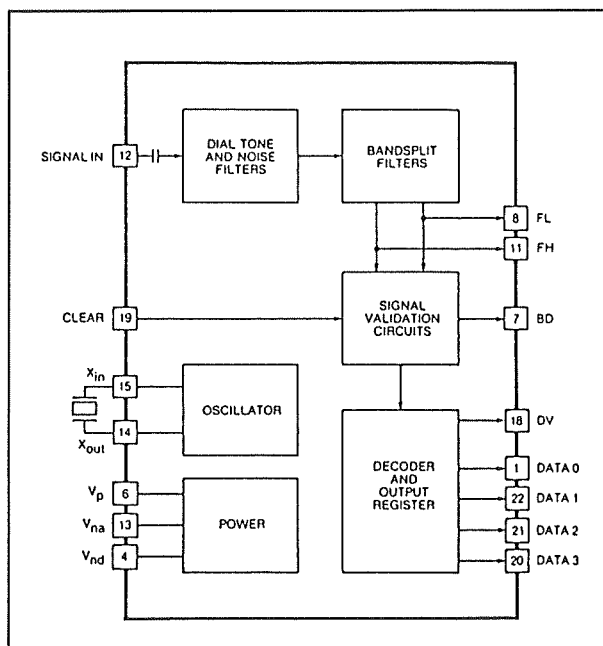 DIAL TONE
AND NOISE
FILTERS
BANDSPLIT
FILTERS
SIGNAL IN
12
8
FL
11
FH
CLEAR
19
SIGNAL
VALIDATION
CIRCUITS
7
BD
Xin
15
OSCILLATOR
14
Xout
18
DV
DECODER
AND
OUTPUT
REGISTER
1
DATA 0
22
DATA 1
21
DATA 2
20
DATA 3
Vp
6
POWER
Vna
13
Vnd
4